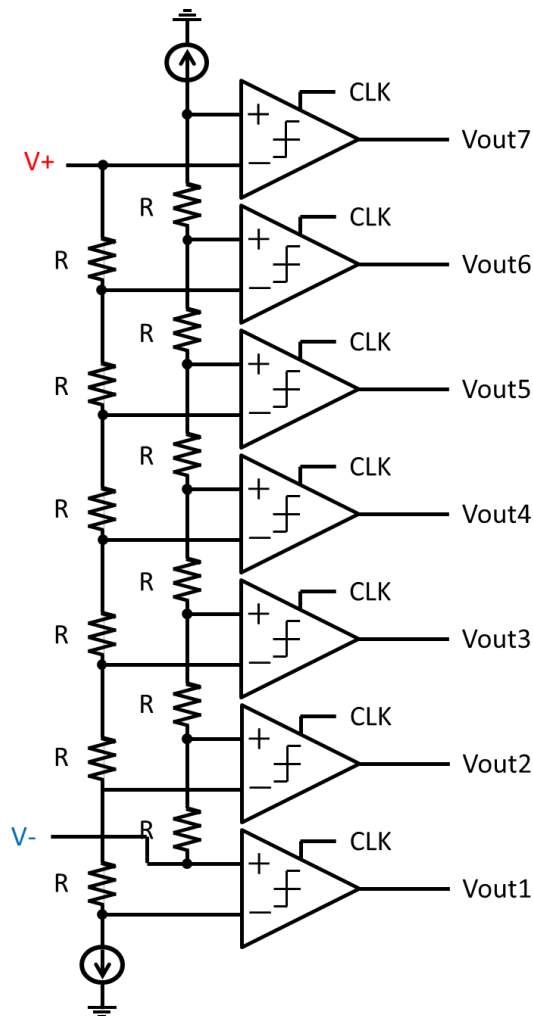 CLK
+
−
Vout7
V+
R
R
CLK
+
−
Vout6
R
R
CLK
+
−
Vout5
R
R
CLK
+
−
Vout4
R
R
CLK
+
−
Vout3
R
R
CLK
+
−
Vout2
V-
R
R
CLK
+
−
Vout1